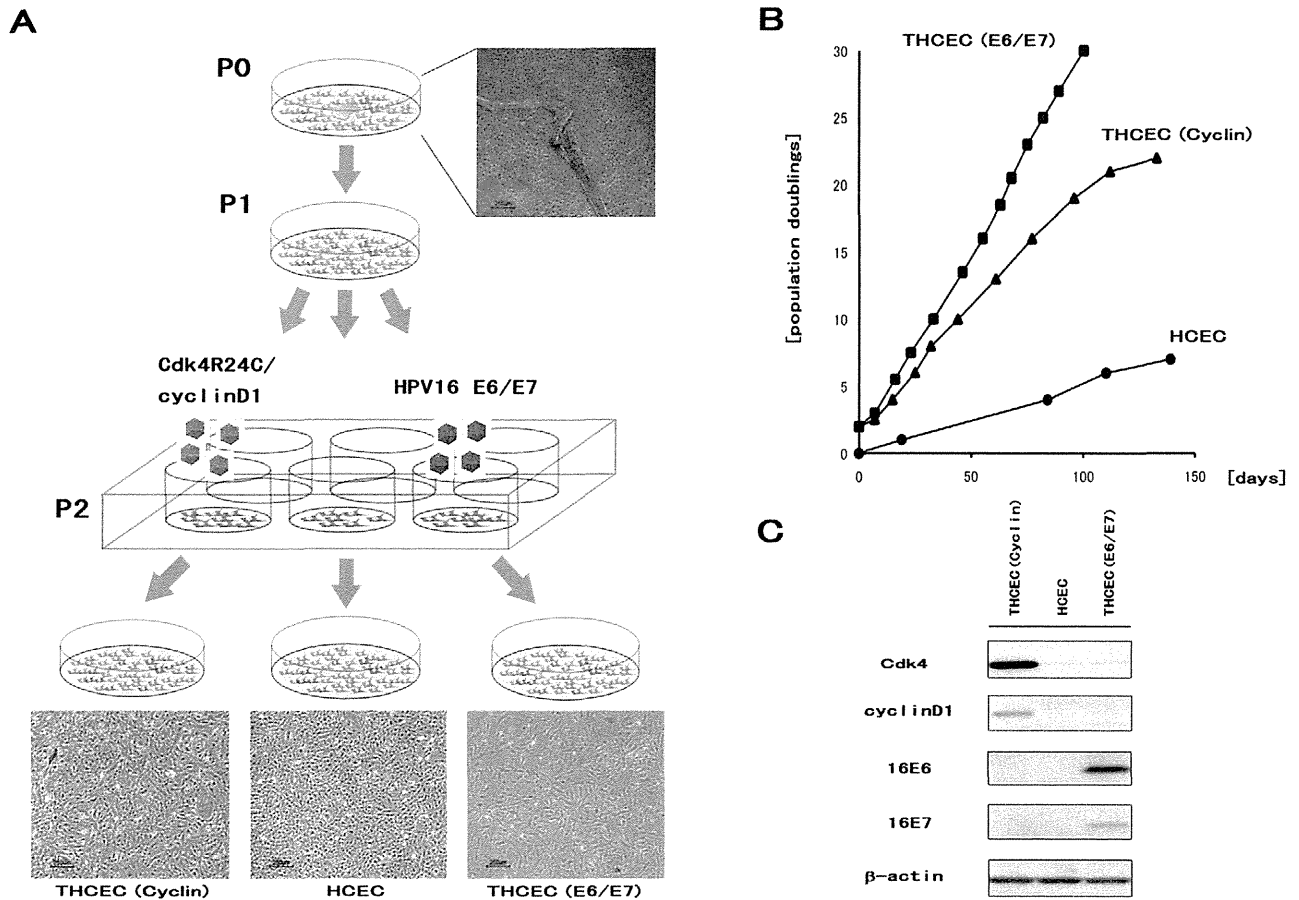 A
P0
P1
Cdk4R24C/
cyclinD1
HPV16 E6/E7
P2
THCEC (Cyclin)
HCEC
THCEC (E6/E7)
B
[population doublings]
30
25
20
15
10
5
0
0
50
100
150
[days]
THCEC (E6/E7)
THCEC (Cyclin)
HCEC
C
THCEC (Cyclin)
HCEC
THCEC (E6/E7)
Cdk4
cyclinD1
16E6
16E7
β-actin